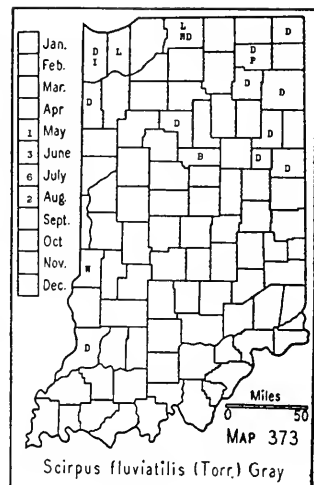 Jan.
Feb.
Mar.
Apr
1 May
3 June
6 July
2 Aug.
Sept.
Oct
Nov.
Dec.
L
ND
D
I
L
D
D
P
D
D
D
D
D
B
D
D
W
D
Miles
0 50
MAP 373
Scirpus fluviatilis (Torr.) Gray